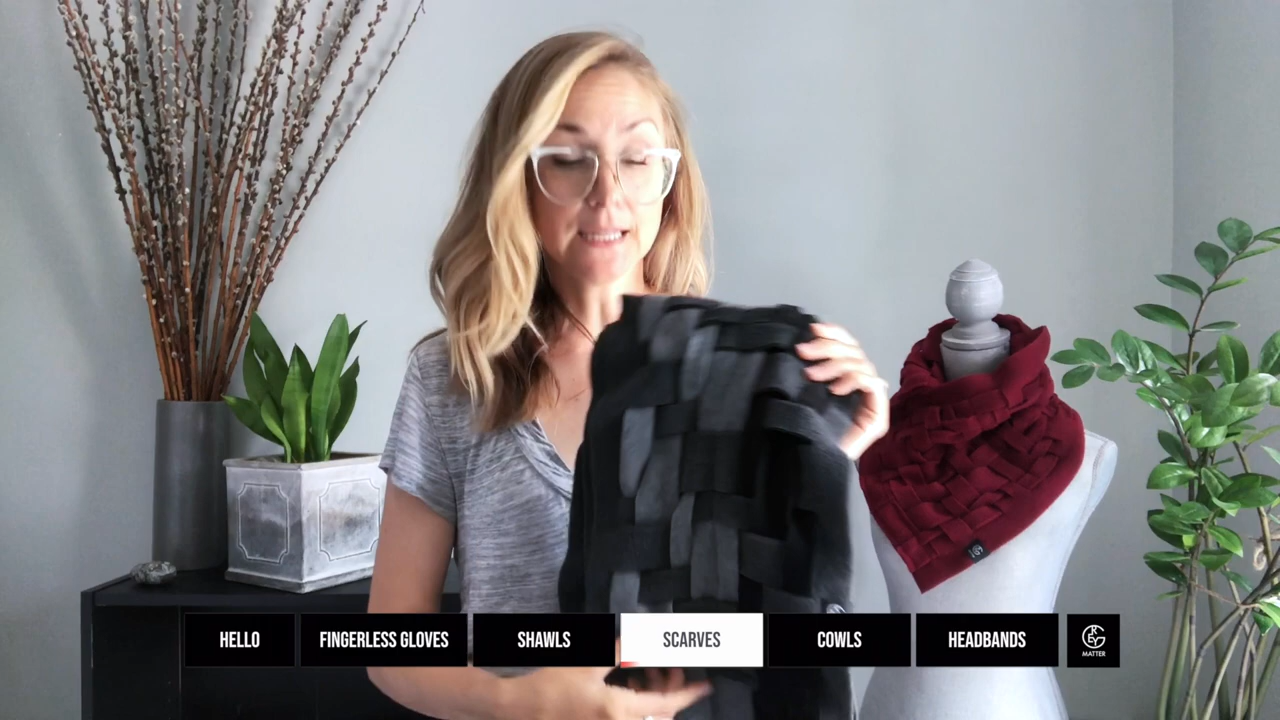 HELLO
FINGERLESS GLOVES
SHAWLS
SCARVES
COWLS
HEADBANDS
MATTER